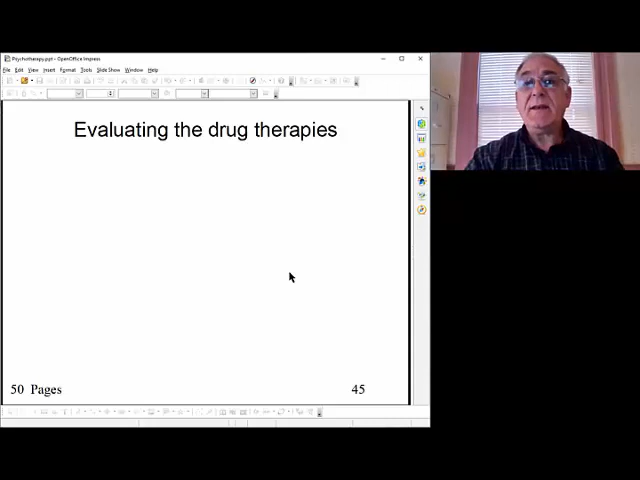 Psychotherapy.ppt - OpenOffice Impress
File Edit View Insert Format Tools Slide Show Window Help
Evaluating the drug therapies
50 Pages
45